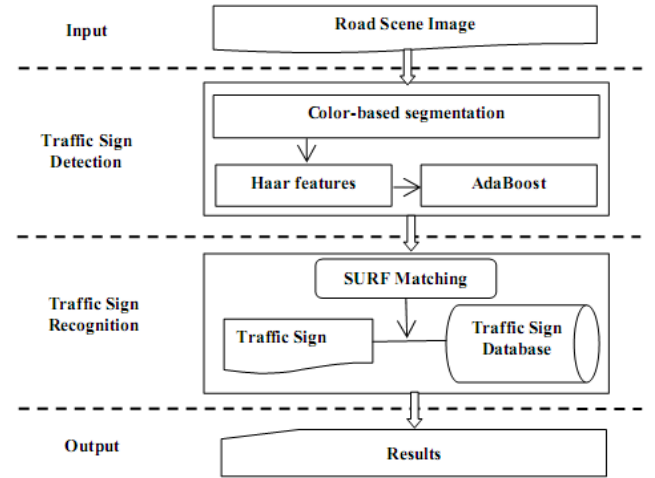 Input
Road Scene Image
Traffic Sign
Detection
Color-based segmentation
Haar features
AdaBoost
Traffic Sign
Recognition
SURF Matching
Traffic Sign
Traffic Sign
Database
Output
Results